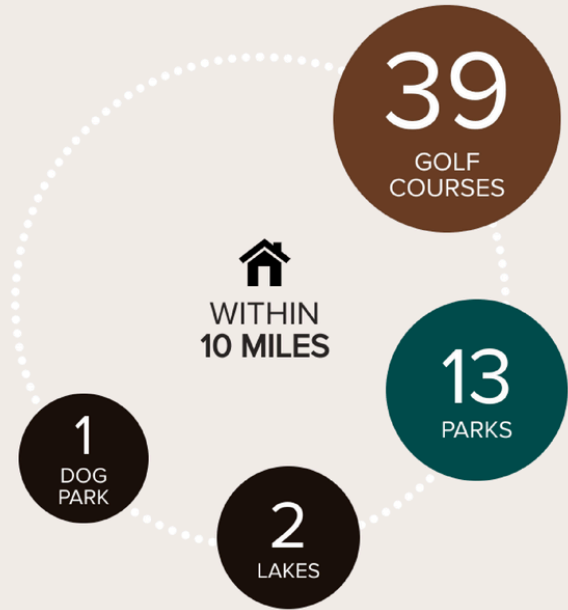 39
GOLF
COURSES
WITHIN
10 MILES
13
PARKS
1
DOG
PARK
2
LAKES